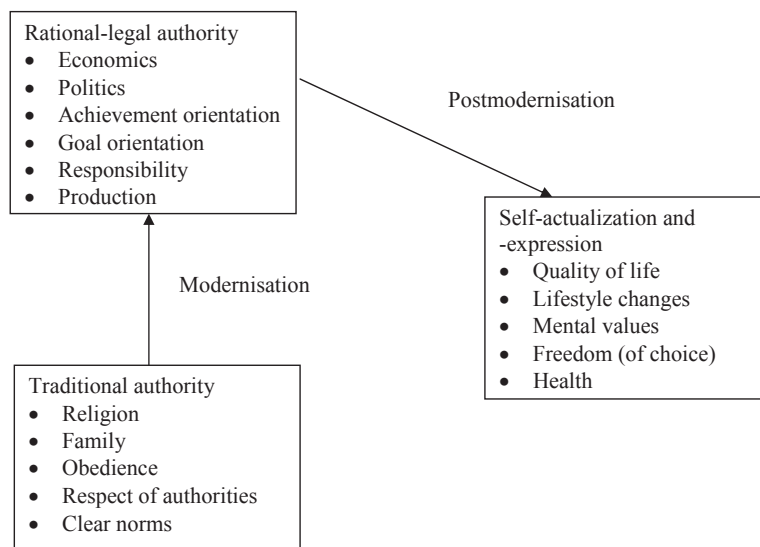 Rational-legal authority
• Economics
• Politics
• Achievement orientation
• Goal orientation
• Responsibility
• Production
Postmodernisation
Self-actualization and
-expression
• Quality of life
• Lifestyle changes
• Mental values
• Freedom (of choice)
• Health
Modernisation
Traditional authority
• Religion
• Family
• Obedience
• Respect of authorities
• Clear norms